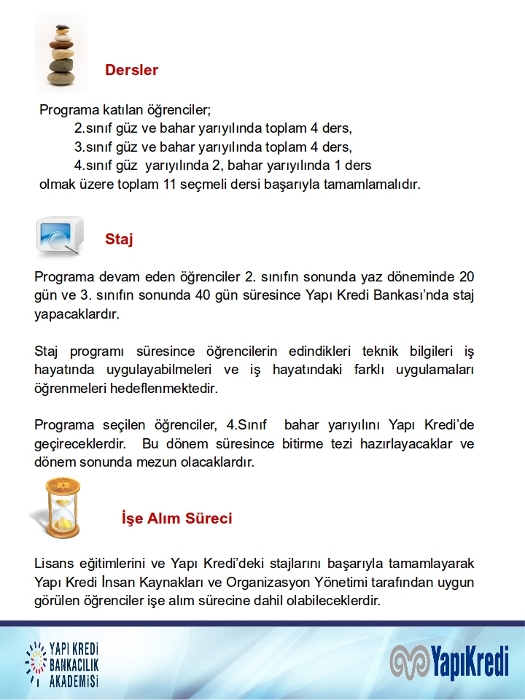 Dersler
Programa katılan öğrenciler;
2.sınıf güz ve bahar yarıyılında toplam 4 ders,
3.sınıf güz ve bahar yarıyılında toplam 4 ders,
4.sınıf güz  yarıyılında 2, bahar yarıyılında 1 ders
olmak üzere toplam 11 seçmeli dersi başarıyla tamamlamalıdır.
Staj
Programa devam eden öğrenciler 2. sınıfın sonunda yaz döneminde 20
gün ve 3. sınıfın sonunda 40 gün süresince Yapı Kredi Bankası’nda staj
yapacaklardır.
Staj programı süresince öğrencilerin edindikleri teknik bilgileri iş
hayatında uygulayabilmeleri ve iş hayatındaki farklı uygulamaları
öğrenmeleri hedeflenmektedir.
Programa seçilen öğrenciler, 4.Sınıf  bahar yarıyılını Yapı Kredi’de
geçireceklerdir.  Bu dönem süresince bitirme tezi hazırlayacaklar ve
dönem sonunda mezun olacaklardır.
İşe Alım Süreci
Lisans eğitimlerini ve Yapı Kredi’deki stajlarını başarıyla tamamlayarak
Yapı Kredi İnsan Kaynakları ve Organizasyon Yönetimi tarafından uygun
görülen öğrenciler işe alım sürecine dahil olabileceklerdir.
YAPI KREDİ
BANKACILIK
AKADEMİSİ
YapıKredi